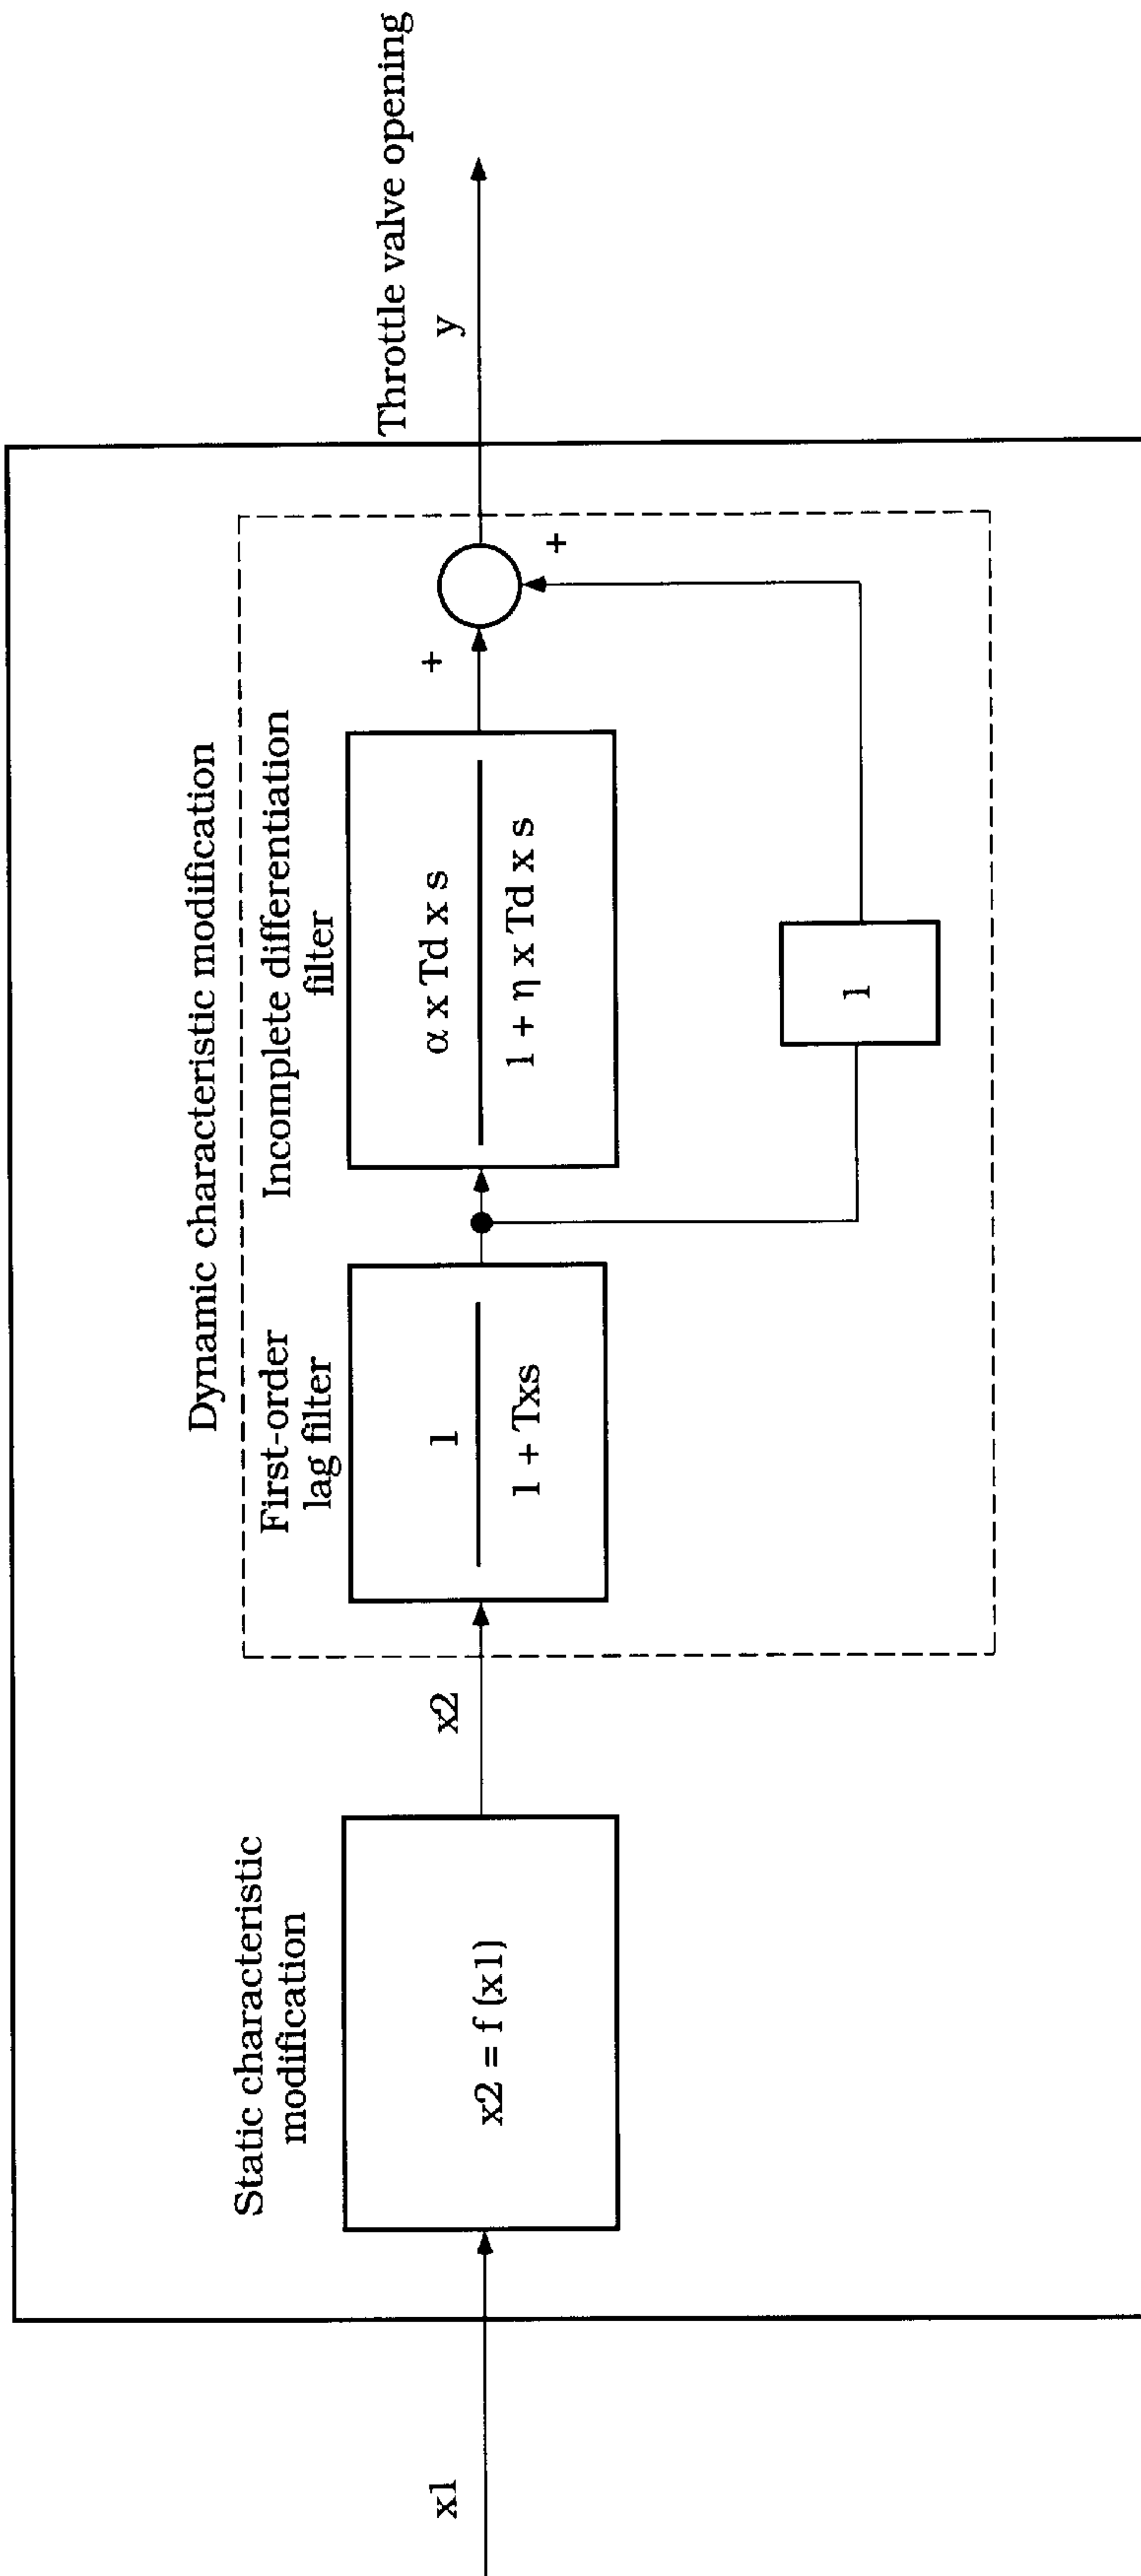 Dynamic characteristic modification
Static characteristic
modification
First-order
lag filter
Incomplete differentiation
filter
Throttle valve opening
x1
x2 = f (x1)
x2
1
1 + Txs
α x Td x s
1 + η x Td x s
+
+
y
1